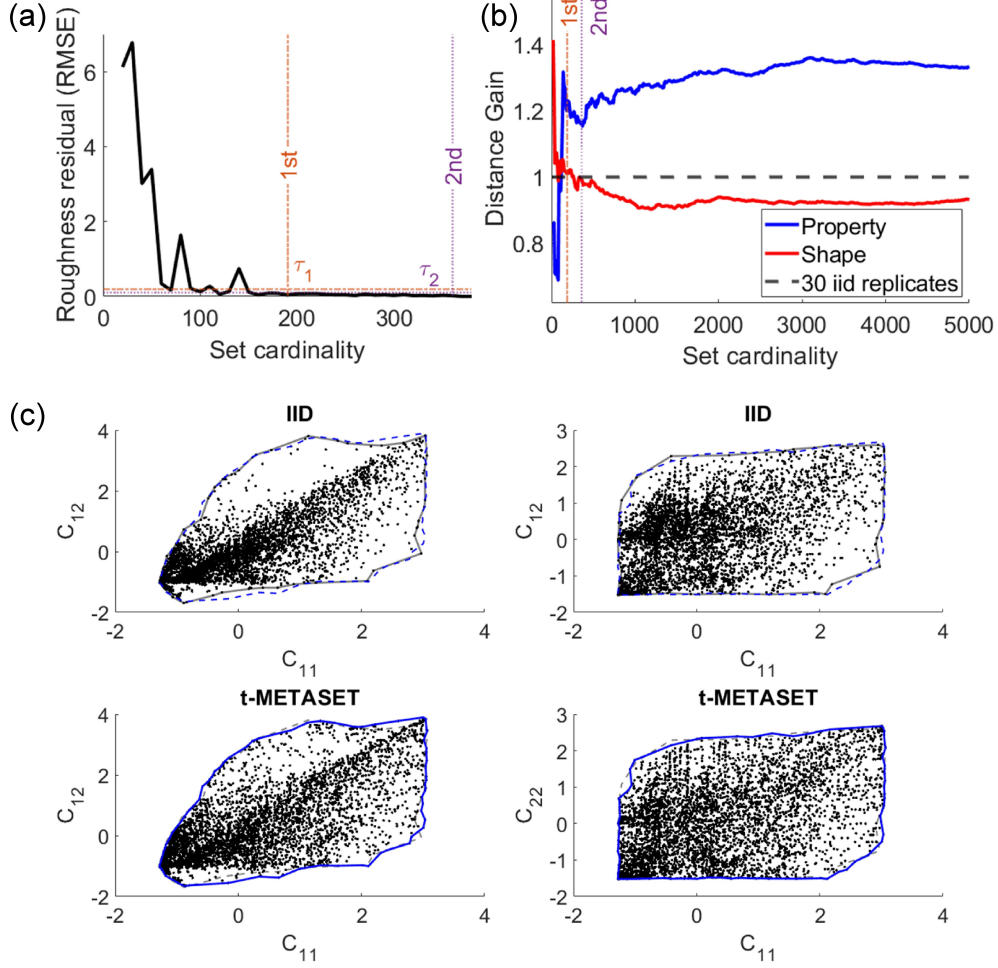 (a)
Roughness residual (RMSE)
6
4
2
0
0
100
200
300
Set cardinality
1st
2nd
τ1
τ2
(b)
Distance Gain
1.4
1.2
1
0.8
0
1000
2000
3000
4000
5000
Set cardinality
1st
2nd
Property
Shape
30 iid replicates
(c)
IID
C12
4
2
0
-2
-2
0
2
4
C11
IID
C12
3
2
1
0
-1
-2
-2
0
2
4
C11
t-METASET
C12
4
2
0
-2
-2
0
2
4
C11
t-METASET
C22
3
2
1
0
-1
-2
-2
0
2
4
C11